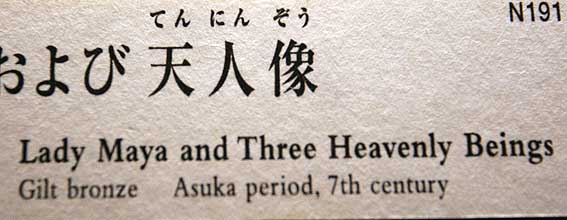 てんにんぞう N191
および 天人像
Lady Maya and Three Heavenly Beings
Gilt bronze Asuka period, 7th century